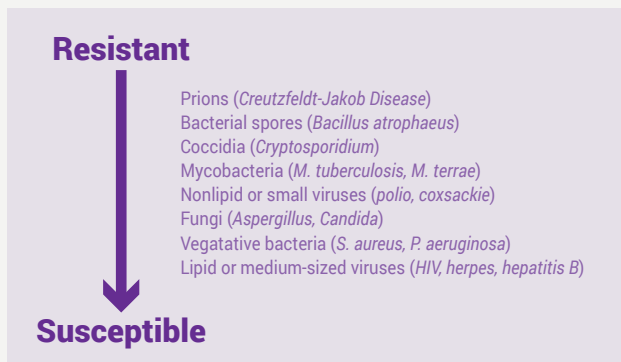 Resistant
Prions (Creutzfeldt-Jakob Disease)
Bacterial spores (Bacillus atrophaeus)
Coccidia (Cryptosporidium)
Mycobacteria (M. tuberculosis, M. terrae)
Nonlipid or small viruses (polio, coxsackie)
Fungi (Aspergillus, Candida)
Vegatative bacteria (S. aureus, P. aeruginosa)
Lipid or medium-sized viruses (HIV, herpes, hepatitis B)
Susceptible